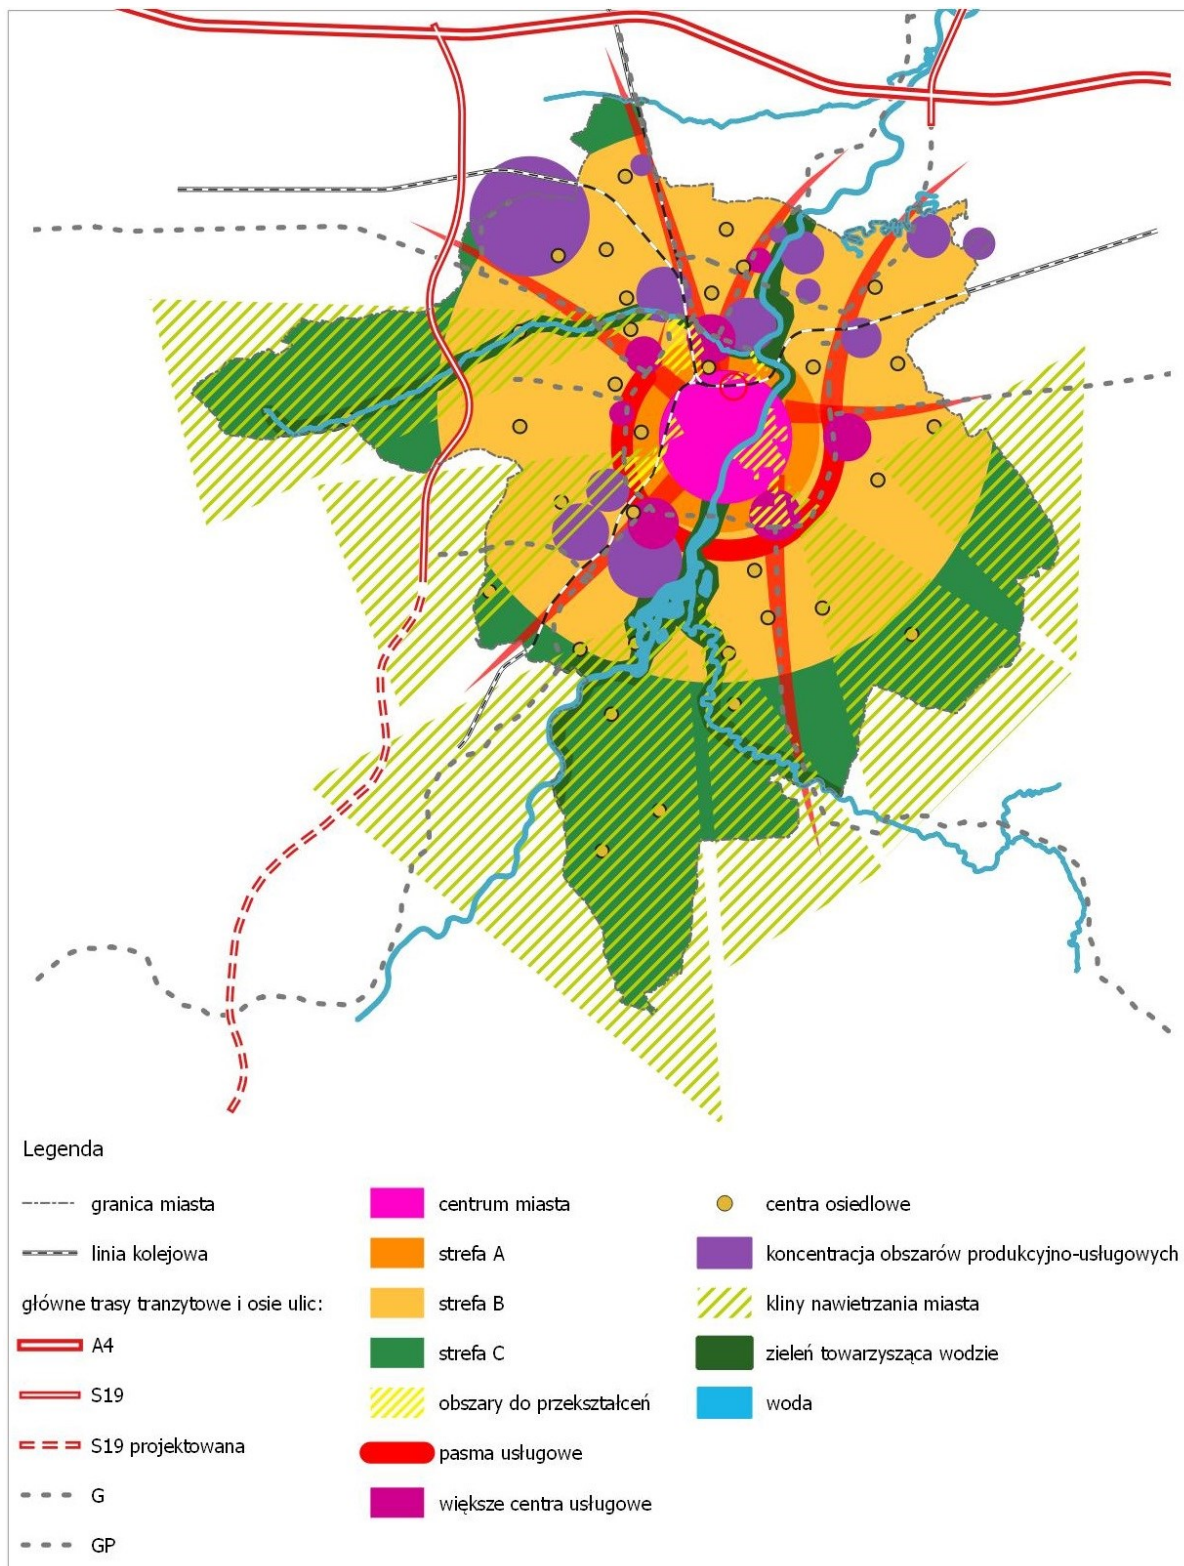 Legenda
granica miasta
linia kolejowa
główne trasy tranzytowe i osie ulic:
A4
S19
S19 projektowana
G
GP
centrum miasta
strefa A
strefa B
strefa C
obszary do przekształceń
pasma usługowe
większe centra usługowe
centra osiedlowe
koncentracja obszarów produkcyjno-usługowych
kliny nawietrzania miasta
zieleń towarzysząca wodzie
woda